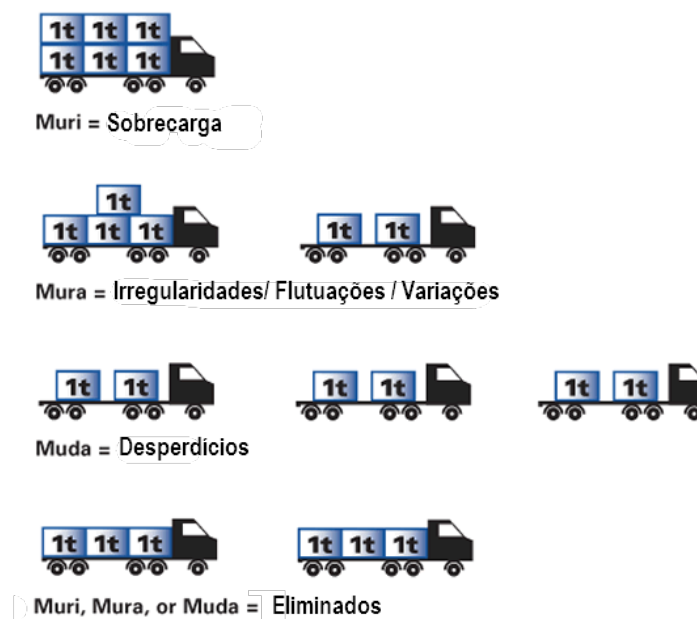 1t 1t 1t
1t 1t 1t
Muri = Sobrecarga
1t
1t 1t 1t 1t 1t
Mura = Irregularidades/ Flutuações / Variações
1t 1t 1t 1t 1t 1t
Muda = Desperdícios
1t 1t 1t 1t 1t 1t
Muri, Mura, or Muda = Eliminados